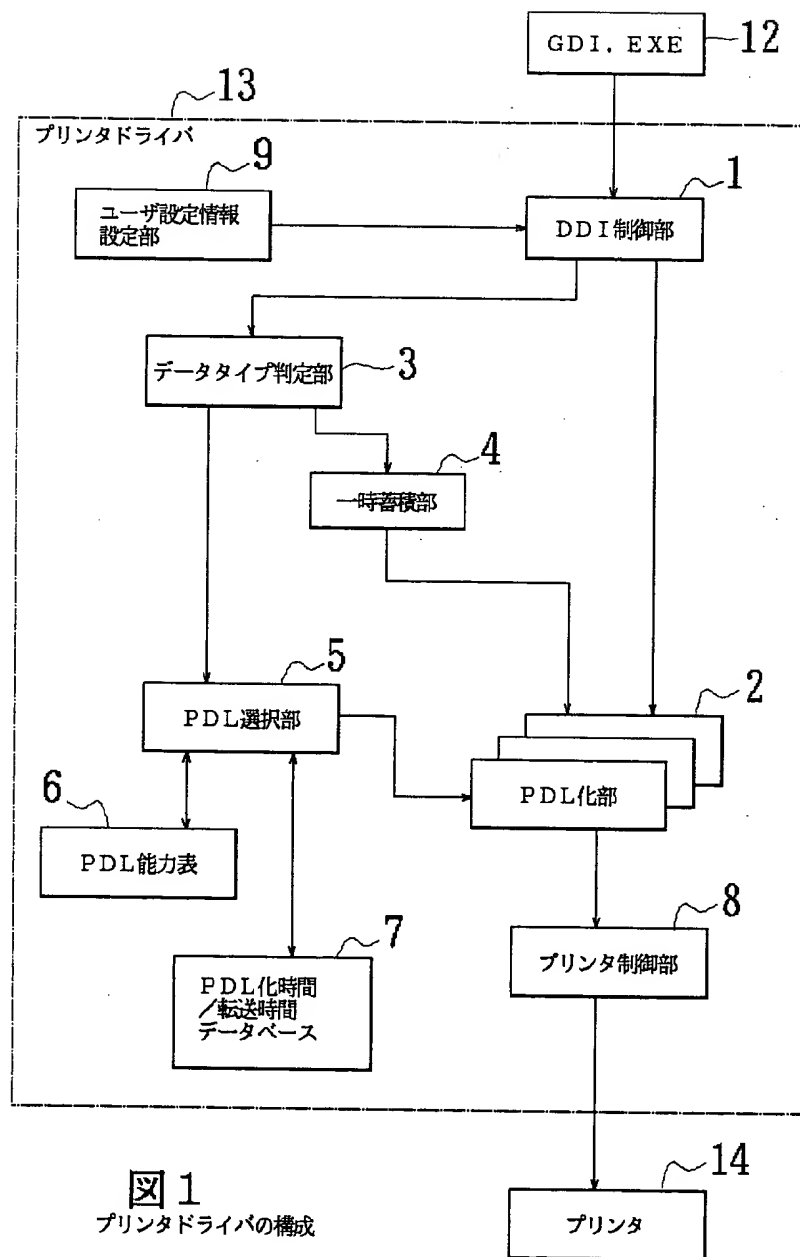 GDI.EXE
12
13
プリンタドライバ
9
ユーザ設定情報
設定部
1
DDI制御部
データタイプ判定部
3
4
一時蓄積部
5
PDL選択部
2
PDL化部
6
PDL能力表
7
PDL化時間
/転送時間
データベース
8
プリンタ制御部
図1
プリンタドライバの構成
14
プリンタ